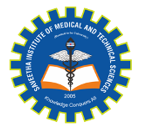 SAVEETHA INSTITUTE OF MEDICAL AND TECHNICAL SCIENCES
2005
Knowledge Conquers All